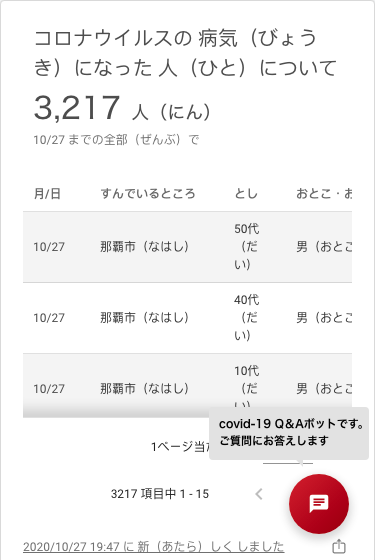 コロナウイルスの 病気（びょう
き）になった 人（ひと）について
3,217 人（にん）
10/27 までの全部（ぜんぶ）で
月/日 すんでいるところ とし おとこ・お
10/27 那覇市（なはし） 50代（だい） 男（おとこ
10/27 那覇市（なはし） 40代（だい） 男（おとこ
10/27 那覇市（なはし） 10代（だい） 男（おとこ
covid-19 Q&Aボットです。
ご質問にお答えします
1ページ当た
3217 項目中 1 - 15
2020/10/27 19:47 に 新（あたら）しく しました